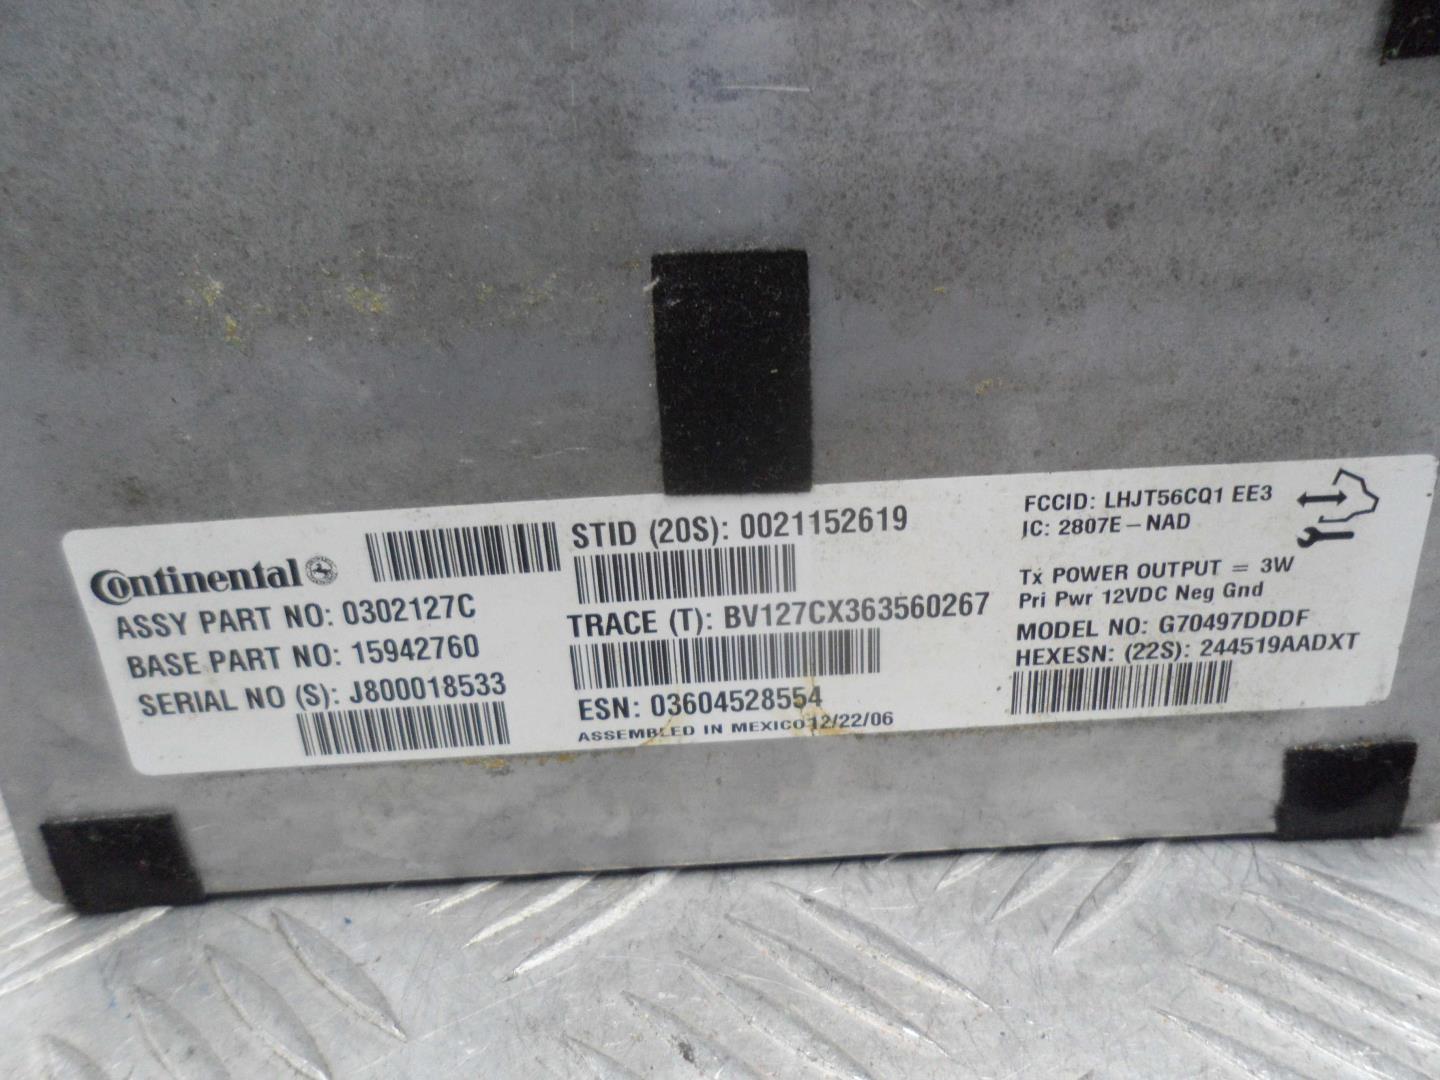 Continental
ASSY PART NO: 0302127C
BASE PART NO: 15942760
SERIAL NO (S): J800018533
STID (20S): 0021152619
TRACE (T): BV127CX363560267
ESN: 03604528554
ASSEMBLED IN MEXICO 12/22/06
FCCID: LHJT56CQ1 EE3
IC: 2807E-NAD
Tx POWER OUTPUT = 3W
Pri Pwr 12VDC Neg Gnd
MODEL NO: G70497DDDF
HEXESN: (22S): 244519AADXT